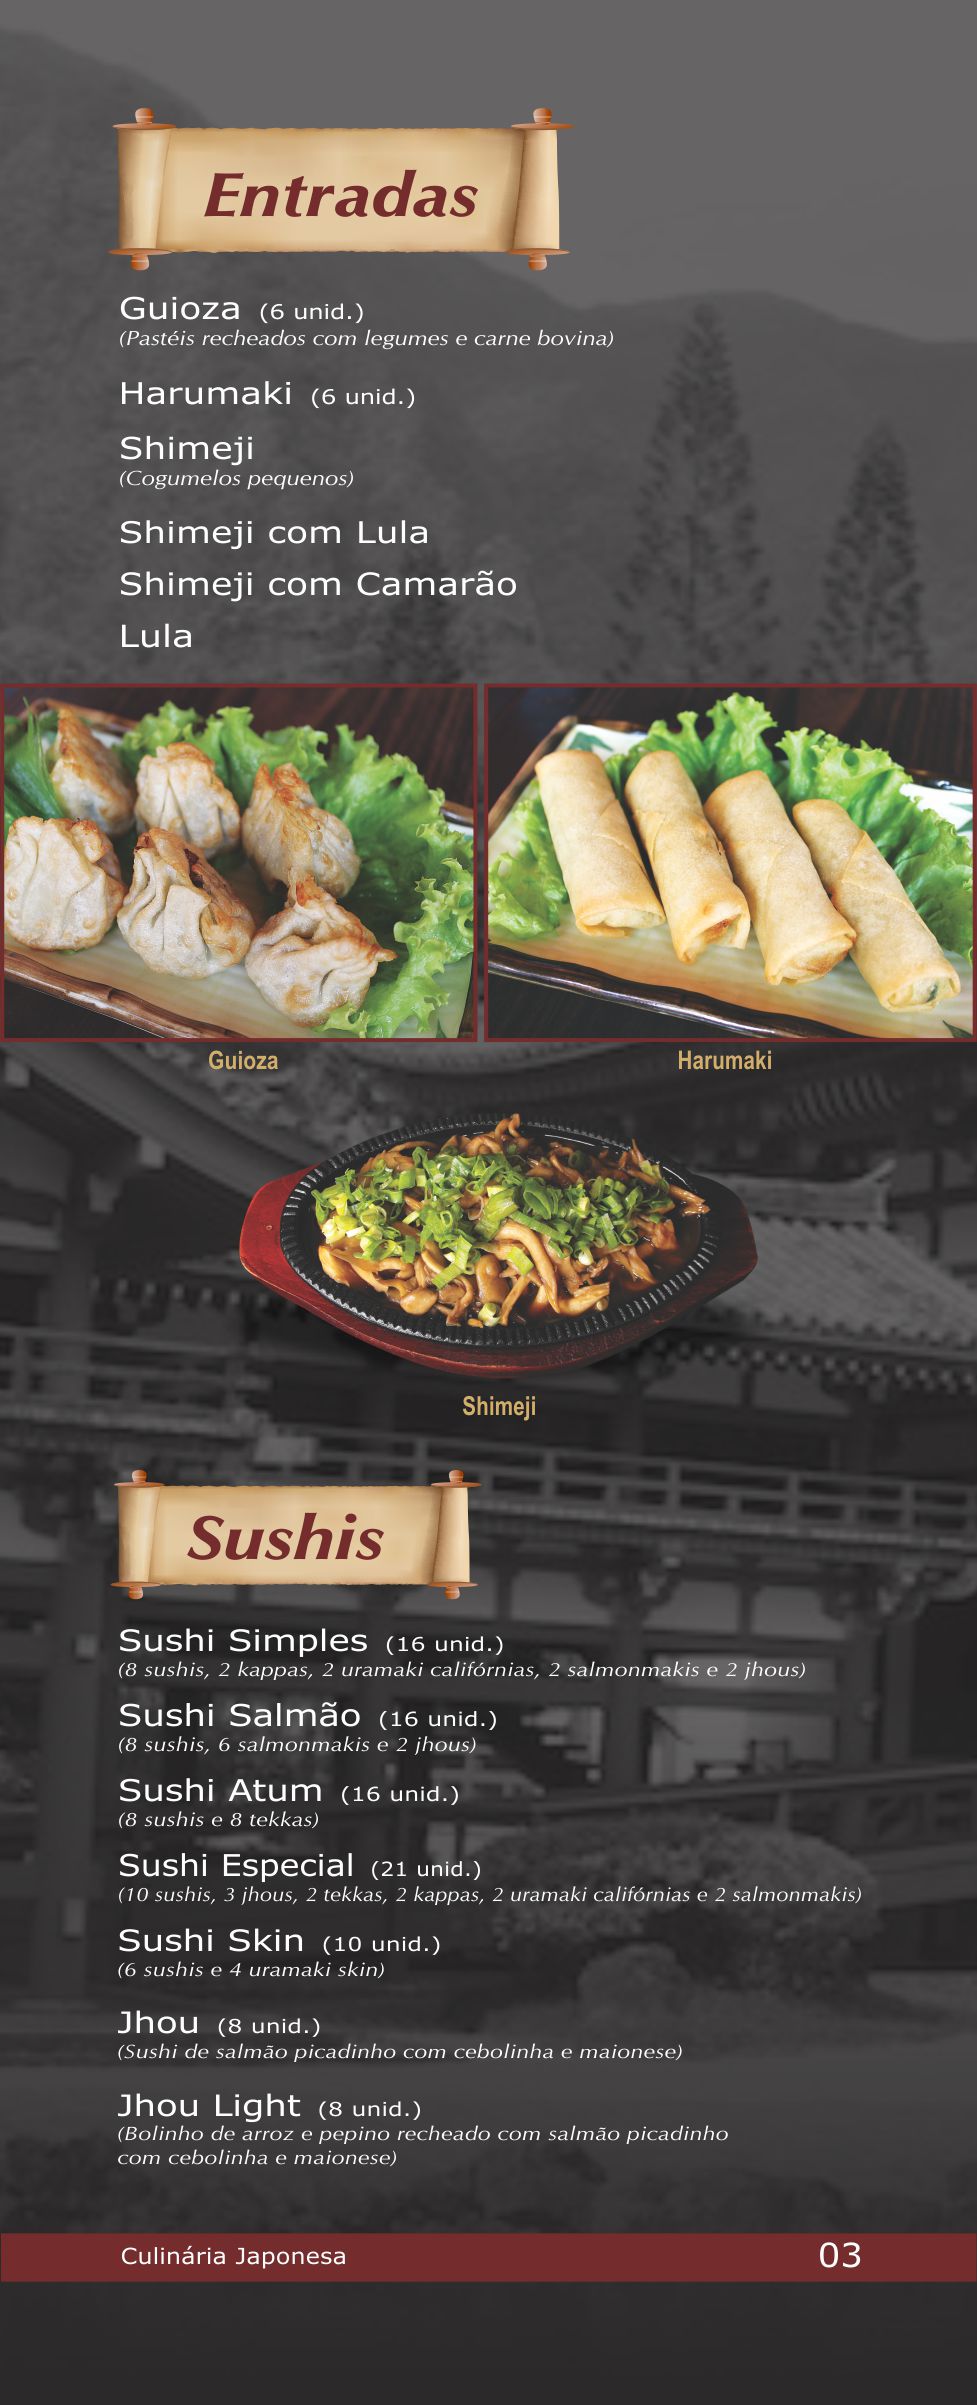 Entradas
Guioza (6 unid.)
(Pastéis recheados com legumes e carne bovina)
Harumaki (6 unid.)
Shimeji
(Cogumelos pequenos)
Shimeji com Lula
Shimeji com Camarão
Lula
Guioza
Harumaki
Shimeji
Sushis
Sushi Simples (16 unid.)
(8 sushis, 2 kappas, 2 uramaki califórnias, 2 salmonmakis e 2 jhous)
Sushi Salmão (16 unid.)
(8 sushis, 6 salmonmakis e 2 jhous)
Sushi Atum (16 unid.)
(8 sushis e 8 tekkas)
Sushi Especial (21 unid.)
(10 sushis, 3 jhous, 2 tekkas, 2 kappas, 2 uramaki califórnias e 2 salmonmakis)
Sushi Skin (10 unid.)
(6 sushis e 4 uramaki skin)
Jhou (8 unid.)
(Sushi de salmão picadinho com cebolinha e maionese)
Jhou Light (8 unid.)
(Bolinho de arroz e pepino recheado com salmão picadinho
com cebolinha e maionese)
Culinária Japonesa
03